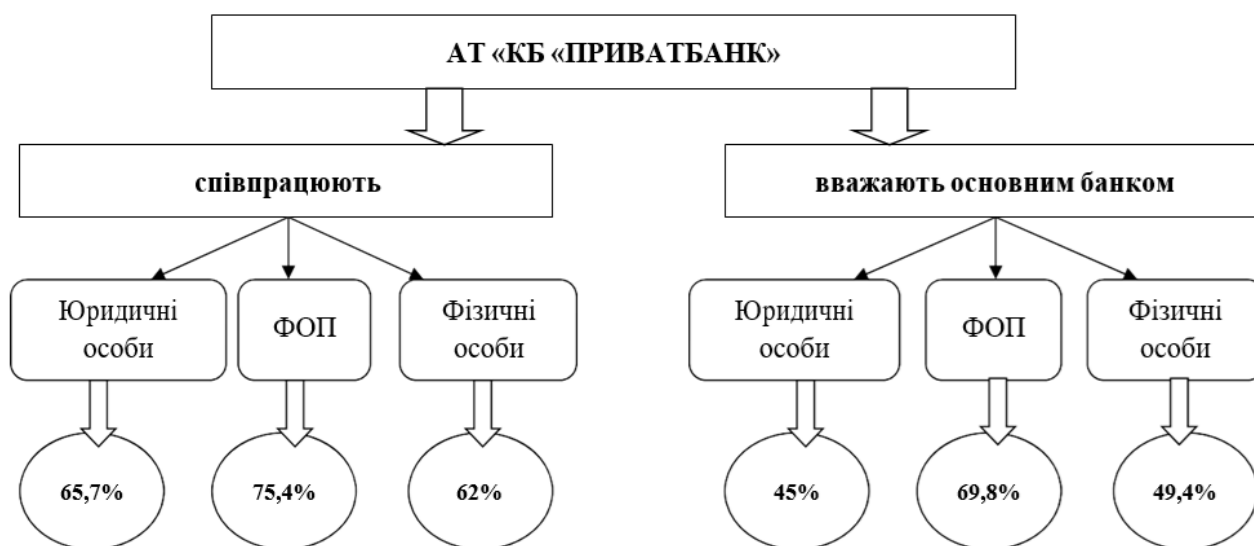 АТ «КБ «ПРИВАТБАНК»
співпрацюють
вважають основним банком
Юридичні
особи
ФОП
Фізичні
особи
Юридичні
особи
ФОП
Фізичні
особи
65,7%
75,4%
62%
45%
69,8%
49,4%